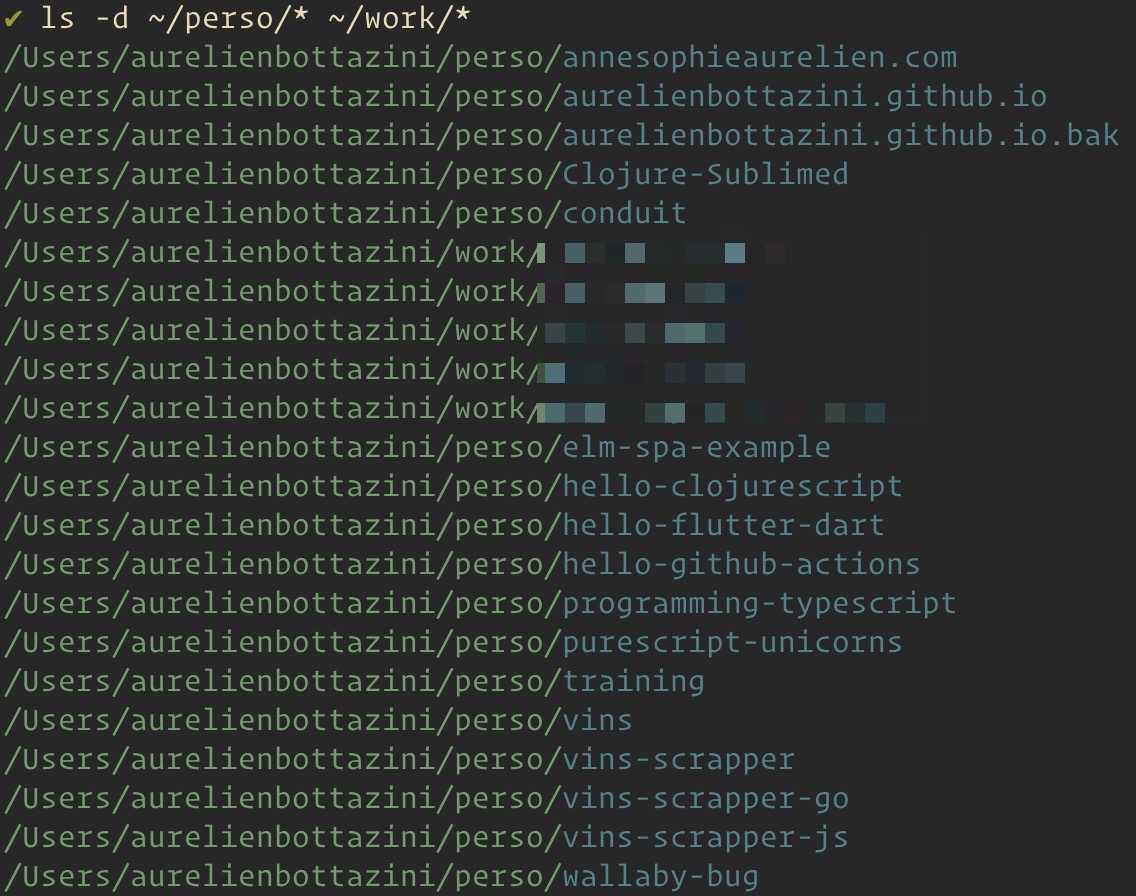 ✔ ls -d ~/perso/* ~/work/*
/Users/aurelienbottazini/perso/annesophieaurelien.com
/Users/aurelienbottazini/perso/aurelienbottazini.github.io
/Users/aurelienbottazini/perso/aurelienbottazini.github.io.bak
/Users/aurelienbottazini/perso/Clojure-Sublimed
/Users/aurelienbottazini/perso/conduit
/Users/aurelienbottazini/work/
/Users/aurelienbottazini/work/
/Users/aurelienbottazini/work/
/Users/aurelienbottazini/work/
/Users/aurelienbottazini/work/
/Users/aurelienbottazini/perso/elm-spa-example
/Users/aurelienbottazini/perso/hello-clojurescript
/Users/aurelienbottazini/perso/hello-flutter-dart
/Users/aurelienbottazini/perso/hello-github-actions
/Users/aurelienbottazini/perso/programming-typescript
/Users/aurelienbottazini/perso/purescript-unicorns
/Users/aurelienbottazini/perso/training
/Users/aurelienbottazini/perso/vins
/Users/aurelienbottazini/perso/vins-scrapper
/Users/aurelienbottazini/perso/vins-scrapper-go
/Users/aurelienbottazini/perso/vins-scrapper-js
/Users/aurelienbottazini/perso/wallaby-bug